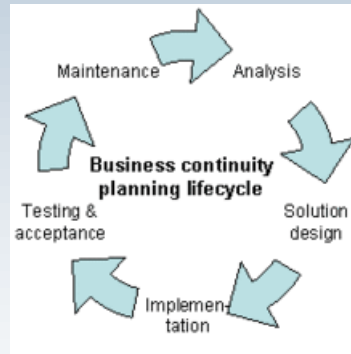 Maintenance
Analysis
Business continuity
planning lifecycle
Testing &
acceptance
Solution
design
Implemen-
tation